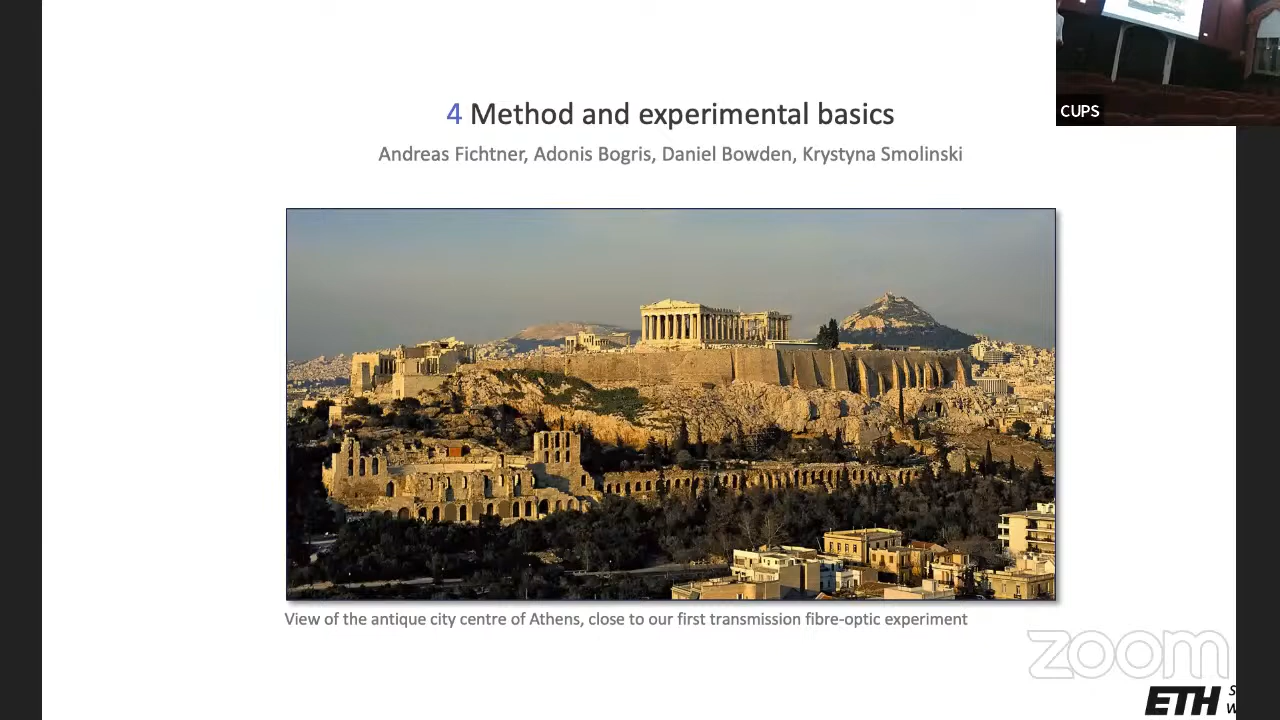 CUPS
4 Method and experimental basics
Andreas Fichtner, Adonis Bogris, Daniel Bowden, Krystyna Smolinski
View of the antique city centre of Athens, close to our first transmission fibre-optic experiment
zoom
ETH
S
W